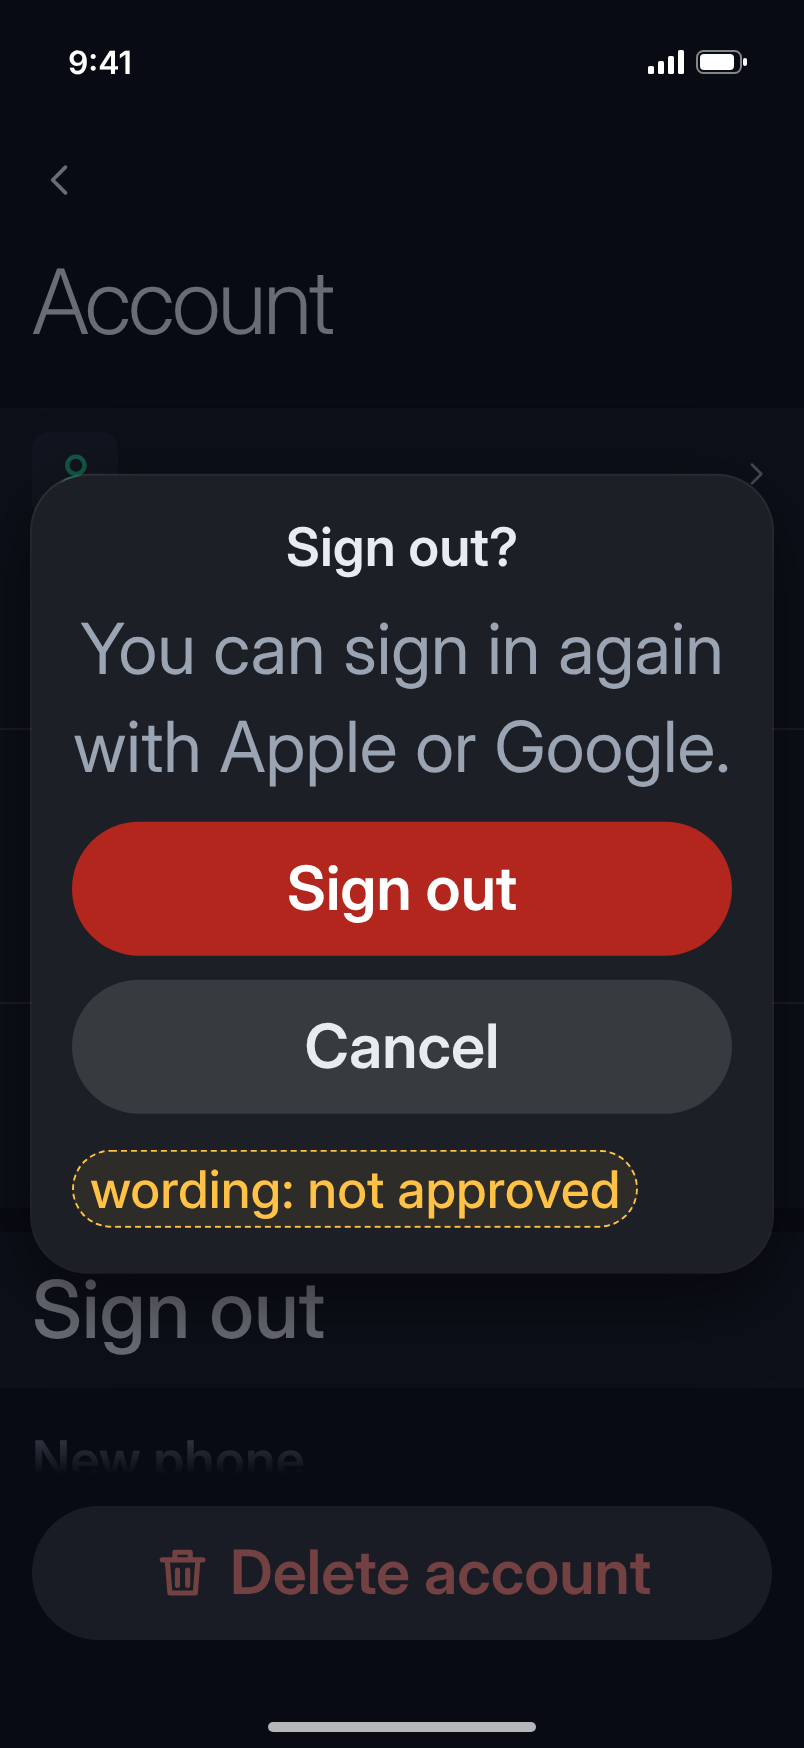 9:41
Account
Sign out?
You can sign in again
with Apple or Google.
Sign out
Cancel
wording: not approved
Sign out
New phone
Delete account